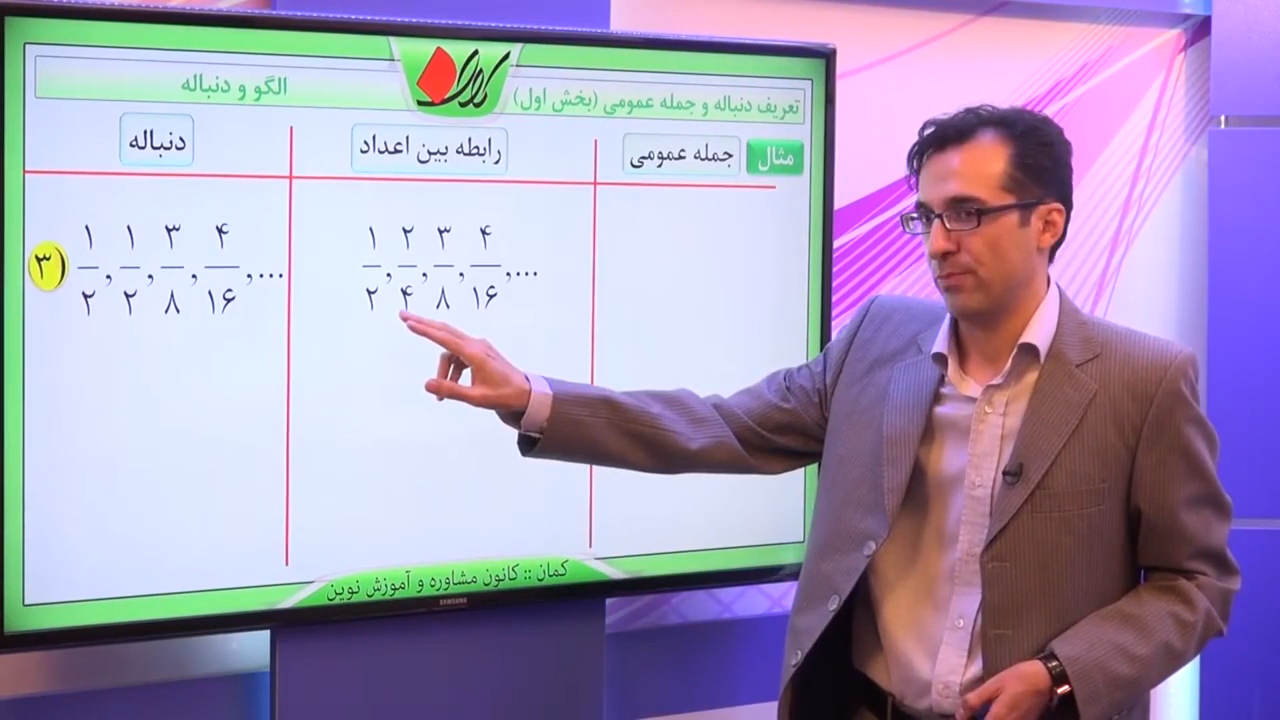 تعریف دنباله و جمله عمومی (بخش اول)
الگو و دنباله
کمان
مثال
جمله عمومی
رابطه بین اعداد
دنباله
۳) ۱/۲ , ۱/۲ , ۳/۸ , ۴/۱۶ , ...
۱/۲ , ۲/۴ , ۳/۸ , ۴/۱۶ , ...
کمان :: کانون مشاوره و آموزش نوین
SAMSUNG